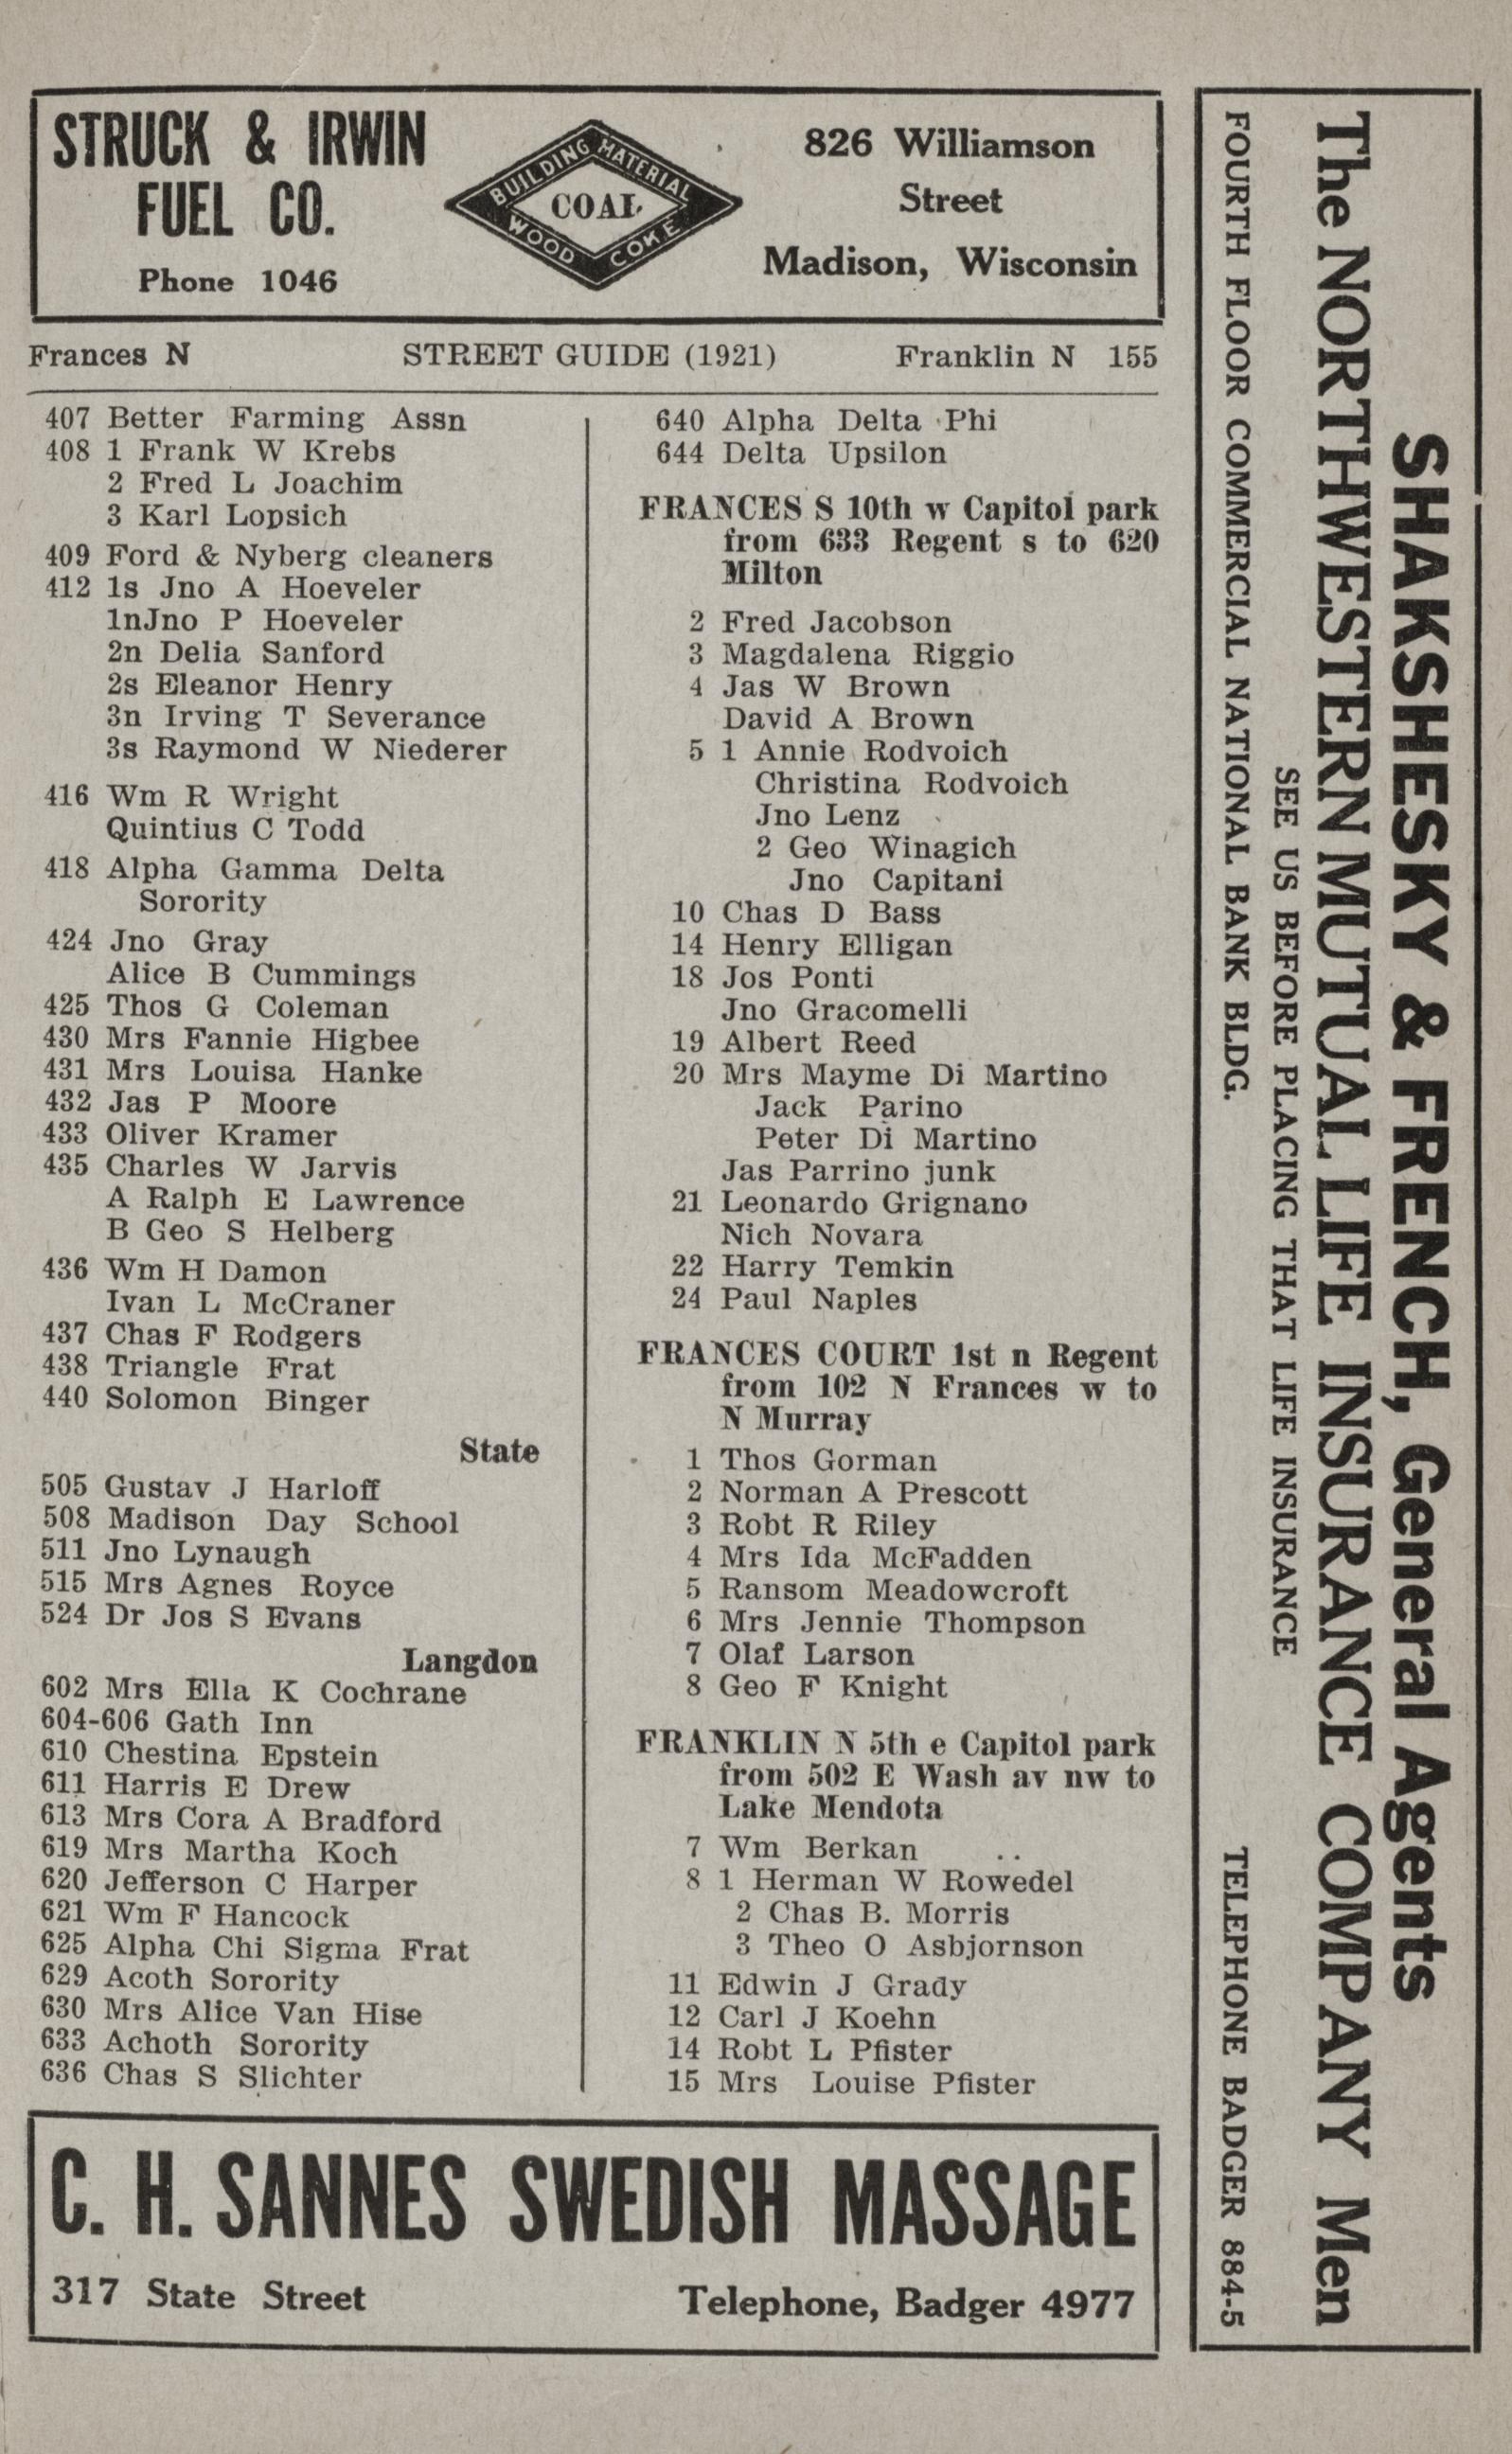 STRUCK & IRWIN
FUEL CO.
Phone 1046
BUILDING MATERIAL
COAL
WOOD COKE
826 Williamson
Street
Madison, Wisconsin
Frances N STREET GUIDE (1921) Franklin N 155
407 Better Farming Assn
408 1 Frank W Krebs
2 Fred L Joachim
3 Karl Lopsich
409 Ford & Nyberg cleaners
412 1s Jno A Hoeveler
1nJno P Hoeveler
2n Delia Sanford
2s Eleanor Henry
3n Irving T Severance
3s Raymond W Niederer
416 Wm R Wright
Quintius C Todd
418 Alpha Gamma Delta
Sorority
424 Jno Gray
Alice B Cummings
425 Thos G Coleman
430 Mrs Fannie Higbee
431 Mrs Louisa Hanke
432 Jas P Moore
433 Oliver Kramer
435 Charles W Jarvis
A Ralph E Lawrence
B Geo S Helberg
436 Wm H Damon
Ivan L McCraner
437 Chas F Rodgers
438 Triangle Frat
440 Solomon Binger
State
505 Gustav J Harloff
508 Madison Day School
511 Jno Lynaugh
515 Mrs Agnes Royce
524 Dr Jos S Evans
Langdon
602 Mrs Ella K Cochrane
604-606 Gath Inn
610 Chestina Epstein
611 Harris E Drew
613 Mrs Cora A Bradford
619 Mrs Martha Koch
620 Jefferson C Harper
621 Wm F Hancock
625 Alpha Chi Sigma Frat
629 Acoth Sorority
630 Mrs Alice Van Hise
633 Achoth Sorority
636 Chas S Slichter
640 Alpha Delta Phi
644 Delta Upsilon
FRANCES S 10th w Capitol park
from 633 Regent s to 620
Milton
2 Fred Jacobson
3 Magdalena Riggio
4 Jas W Brown
David A Brown
5 1 Annie Rodvoich
Christina Rodvoich
Jno Lenz
2 Geo Winagich
Jno Capitani
10 Chas D Bass
14 Henry Elligan
18 Jos Ponti
Jno Gracomelli
19 Albert Reed
20 Mrs Mayme Di Martino
Jack Parino
Peter Di Martino
Jas Parrino junk
21 Leonardo Grignano
Nich Novara
22 Harry Temkin
24 Paul Naples
FRANCES COURT 1st n Regent
from 102 N Frances w to
N Murray
1 Thos Gorman
2 Norman A Prescott
3 Robt R Riley
4 Mrs Ida McFadden
5 Ransom Meadowcroft
6 Mrs Jennie Thompson
7 Olaf Larson
8 Geo F Knight
FRANKLIN N 5th e Capitol park
from 502 E Wash av nw to
Lake Mendota
7 Wm Berkan
8 1 Herman W Rowedel
2 Chas B. Morris
3 Theo O Asbjornson
11 Edwin J Grady
12 Carl J Koehn
14 Robt L Pfister
15 Mrs Louise Pfister
C. H. SANNES SWEDISH MASSAGE
317 State Street Telephone, Badger 4977
SHAKSHESKY & FRENCH, General Agents
The NORTHWESTERN MUTUAL LIFE INSURANCE COMPANY Men
SEE US BEFORE PLACING THAT LIFE INSURANCE
FOURTH FLOOR COMMERCIAL NATIONAL BANK BLDG. TELEPHONE BADGER 884-5